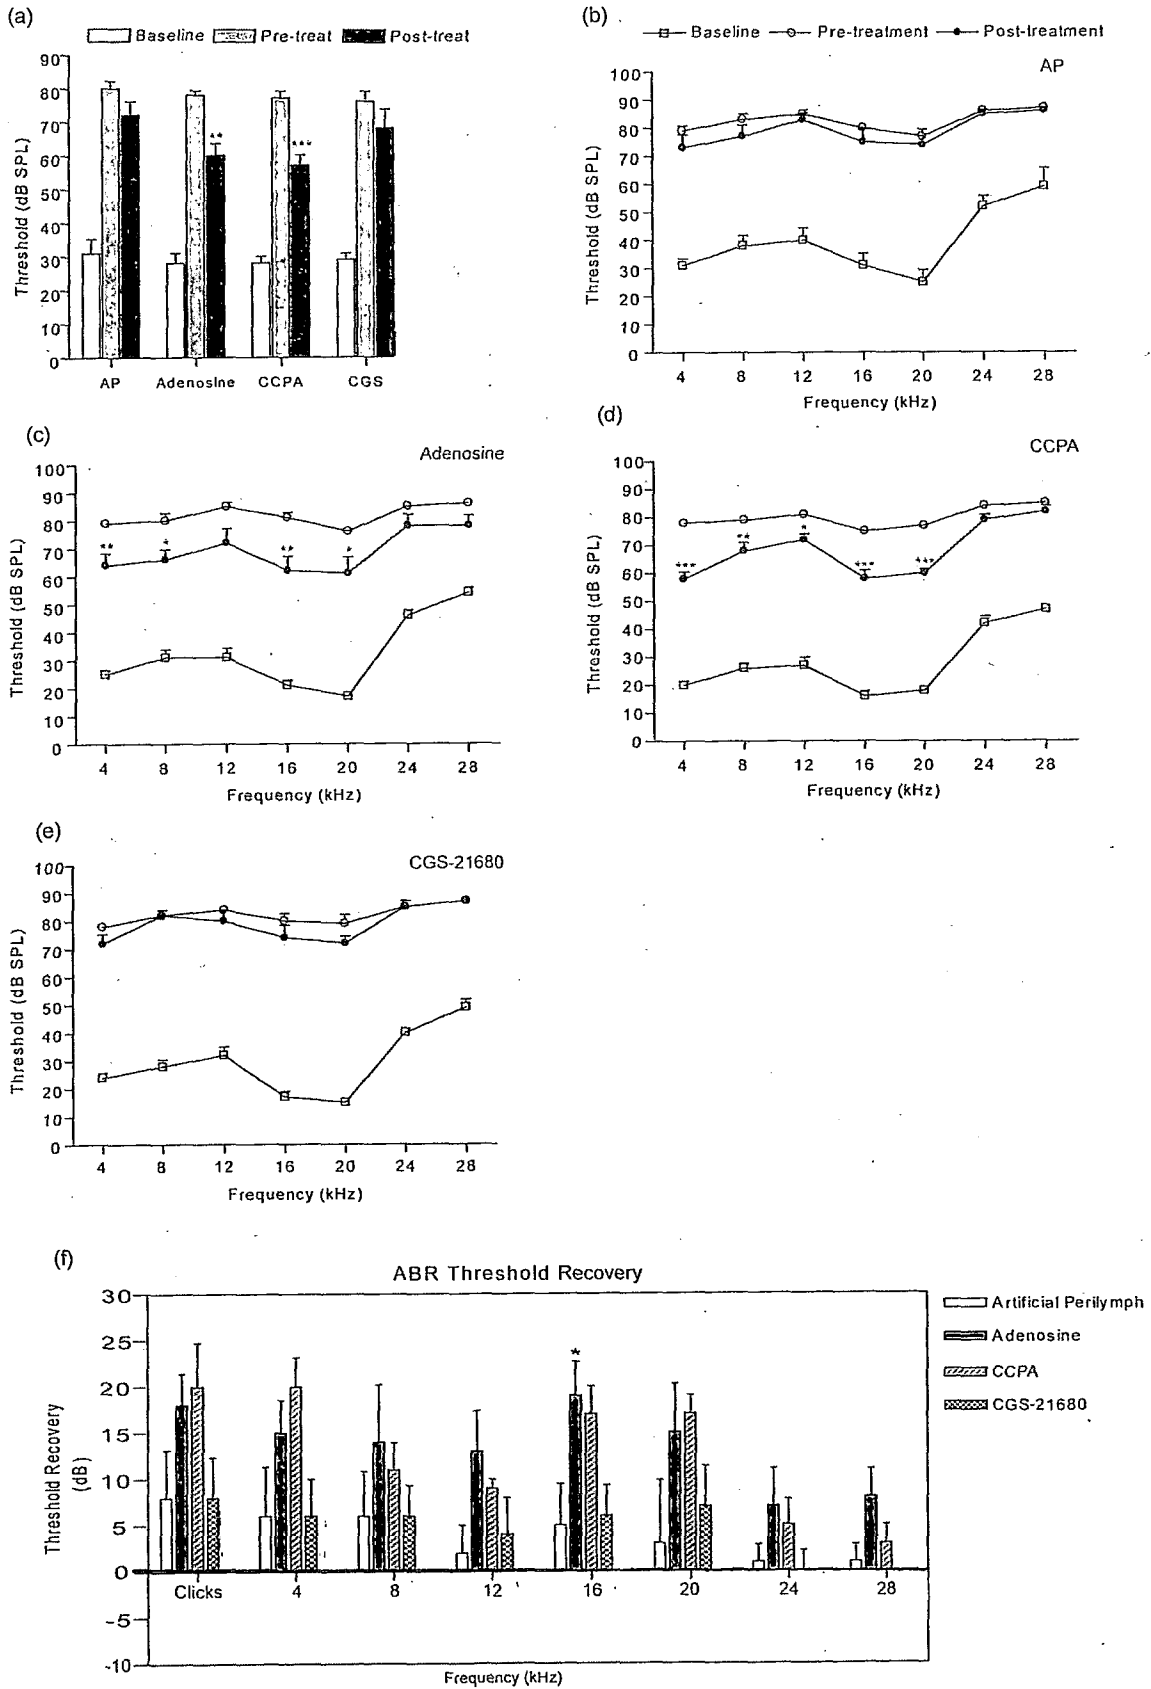 (a)
Baseline Pre-treat Post-treat
Threshold (dB SPL)
90
80
70
60
50
40
30
20
10
0
** ***
AP Adenosine CCPA CGS
(b)
Baseline Pre-treatment Post-treatment
AP
Threshold (dB SPL)
100
90
80
70
60
50
40
30
20
10
0
4 8 12 16 20 24 28
Frequency (kHz)
(c)
Adenosine
Threshold (dB SPL)
100
90
80
70
60
50
40
30
20
10
0
** * ** *
4 8 12 16 20 24 28
Frequency (kHz)
(d)
CCPA
Threshold (dB SPL)
100
90
80
70
60
50
40
30
20
10
0
*** ** * *** ***
4 8 12 16 20 24 28
Frequency (kHz)
(e)
CGS-21680
Threshold (dB SPL)
100
90
80
70
60
50
40
30
20
10
0
4 8 12 16 20 24 28
Frequency (kHz)
(f)
ABR Threshold Recovery
Threshold Recovery
(dB)
30
25
20
15
10
5
0
-5
-10
*
Clicks 4 8 12 16 20 24 28
Frequency (kHz)
Artificial Perilymph
Adenosine
CCPA
CGS-21680